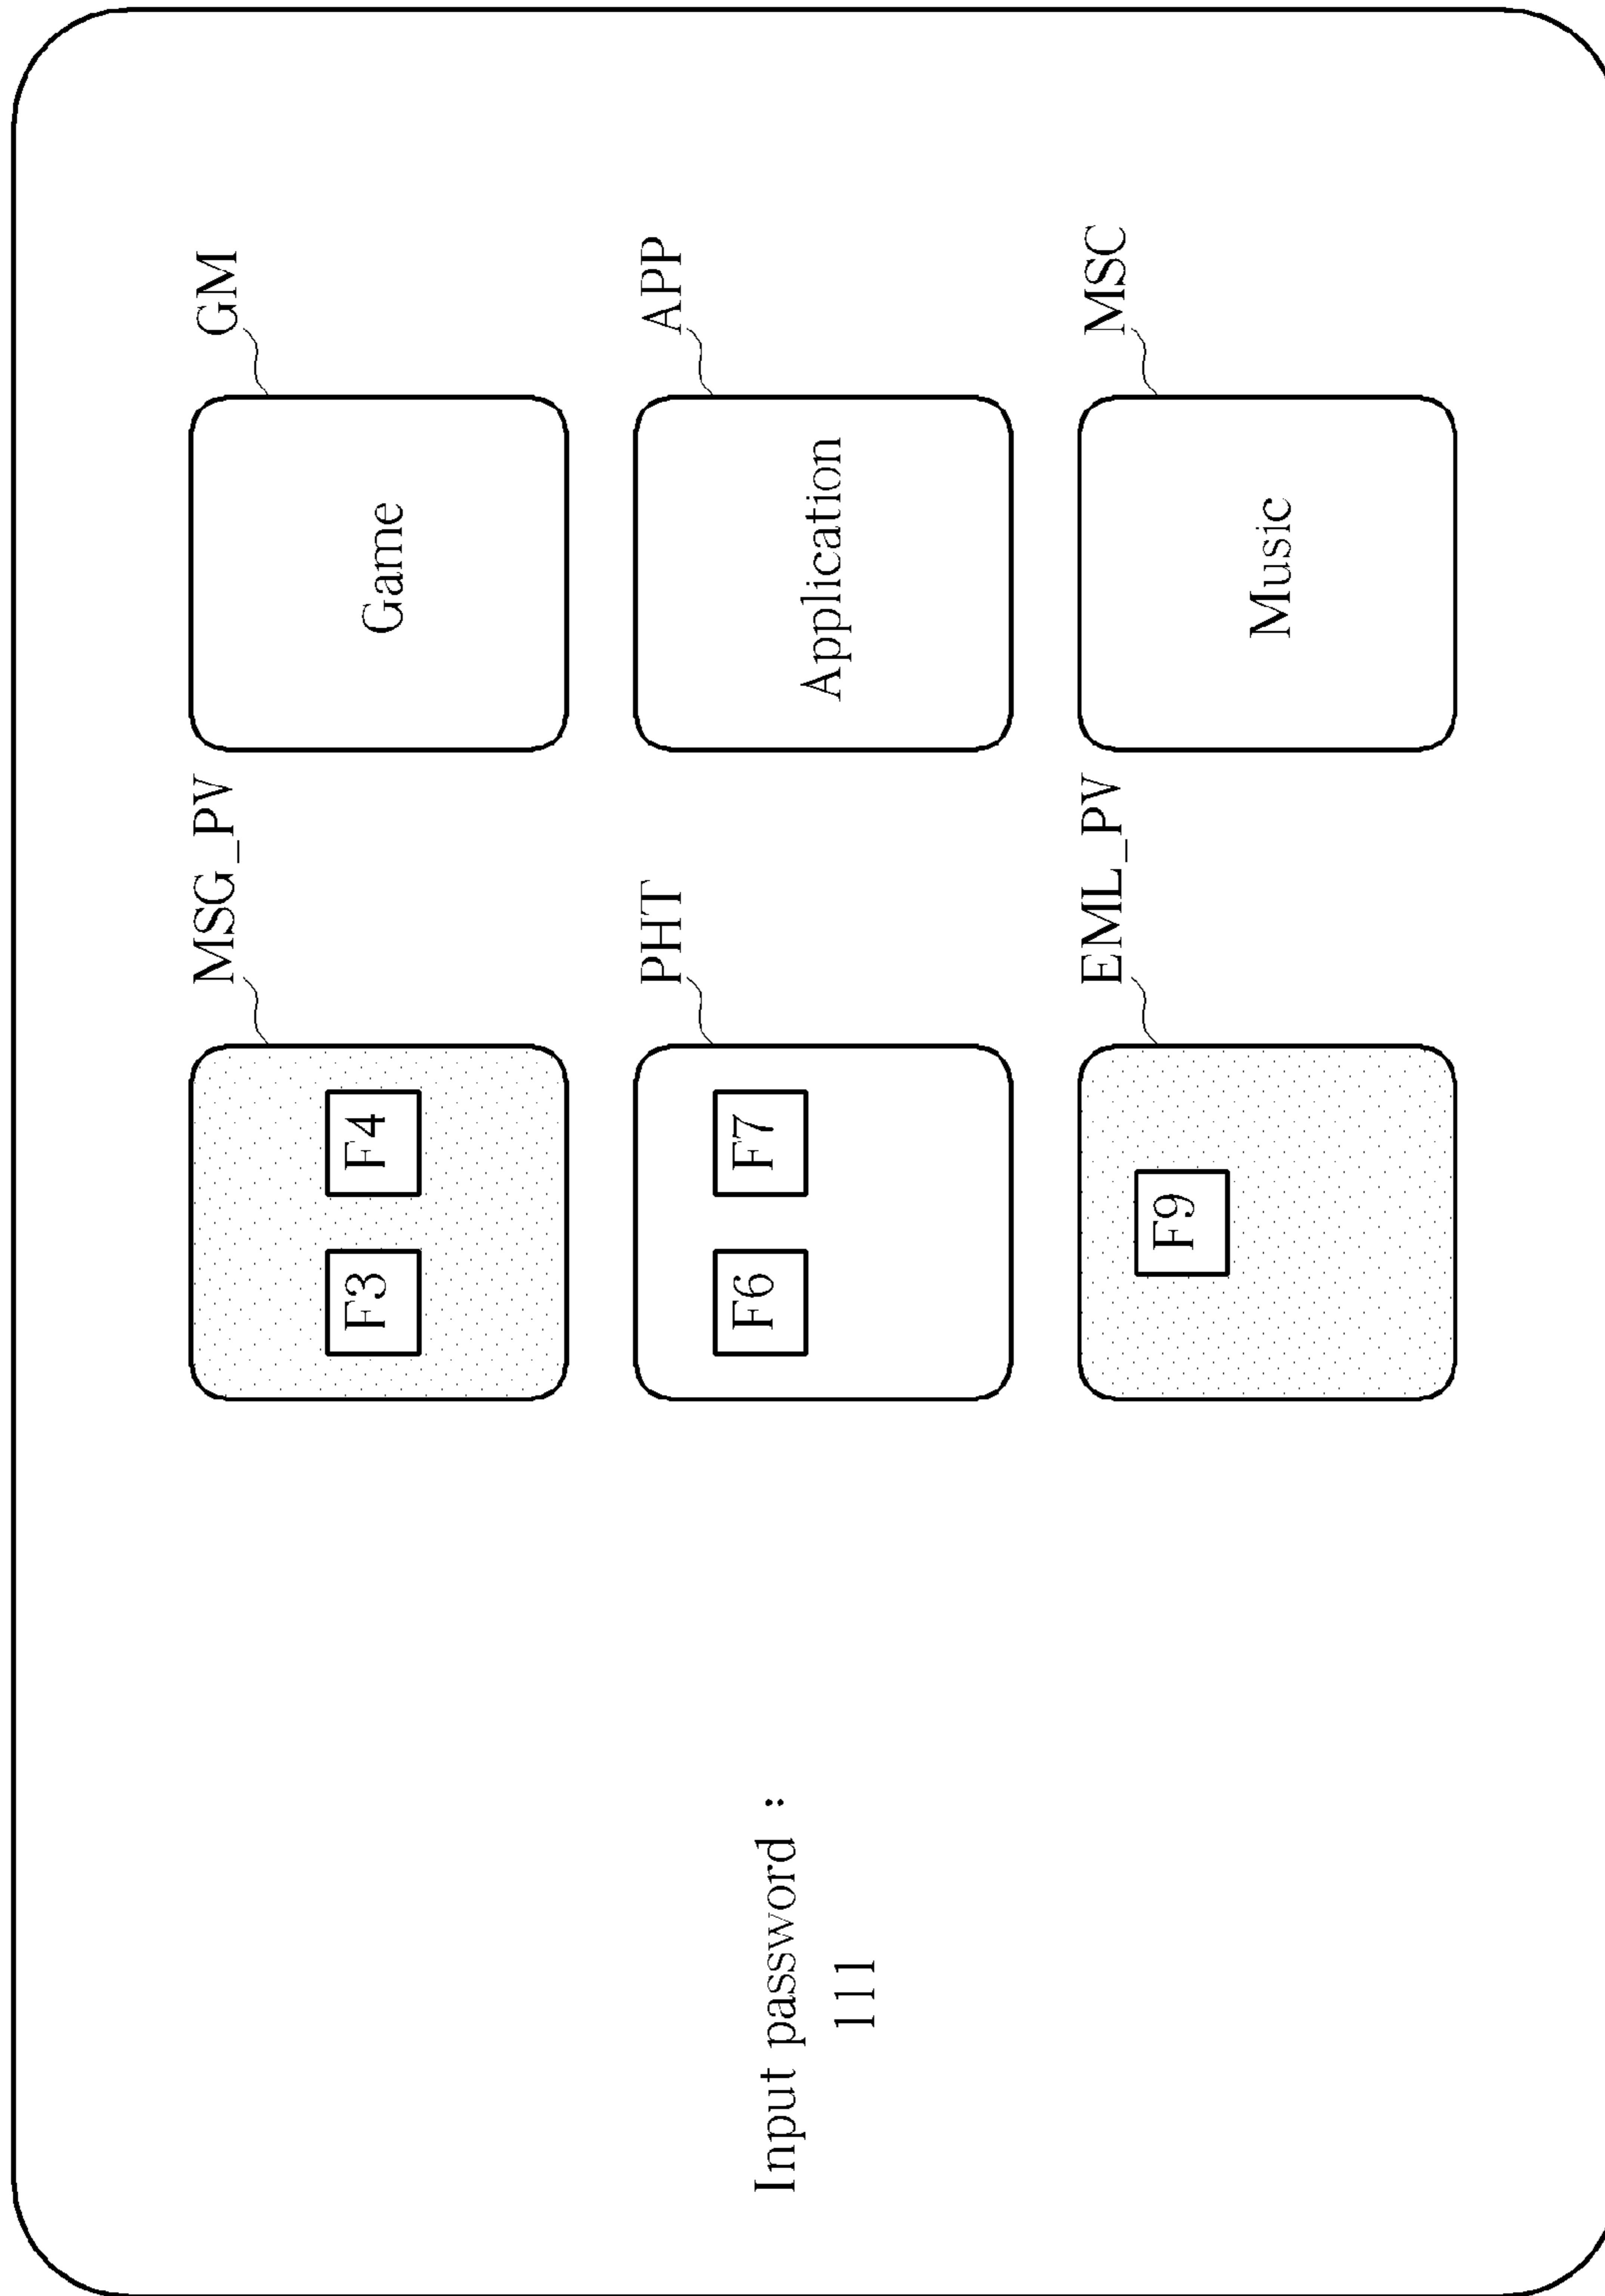 Input password :
111
MSG_PV
F3
F4
GM
Game
PHT
F6
F7
APP
Application
EML_PV
F9
MSC
Music